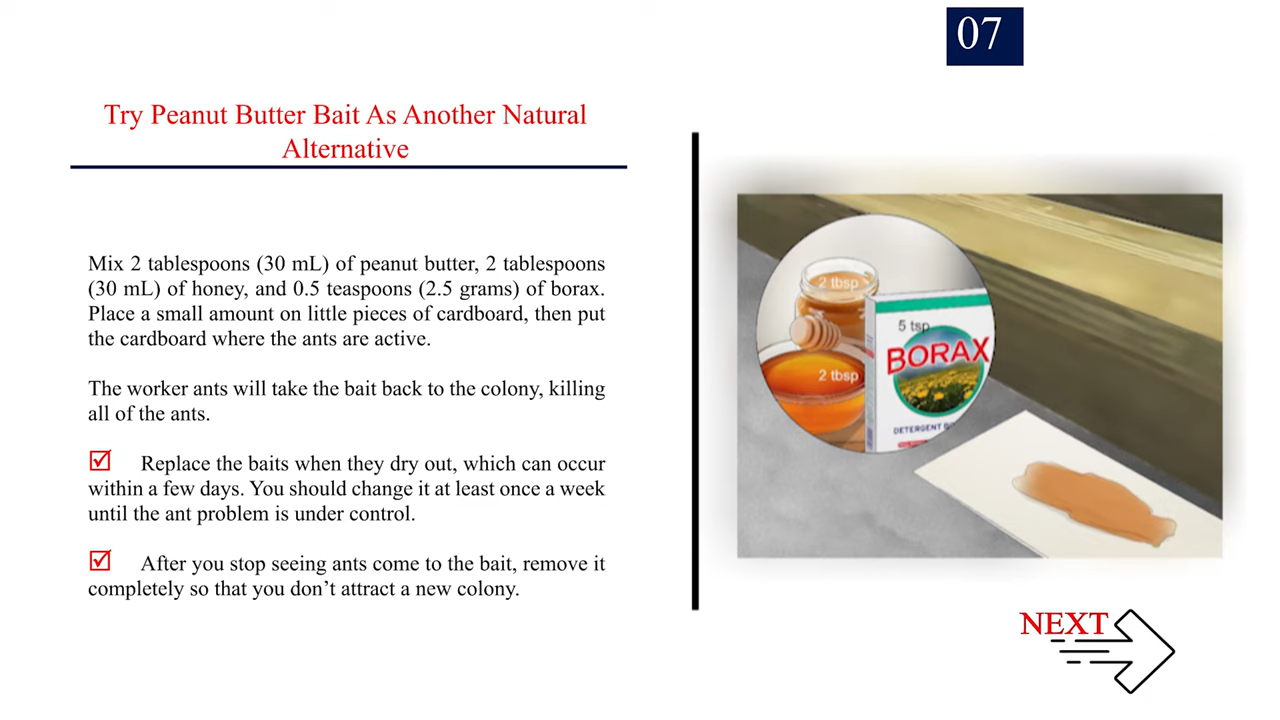 07
Try Peanut Butter Bait As Another Natural
Alternative
Mix 2 tablespoons (30 mL) of peanut butter, 2 tablespoons
(30 mL) of honey, and 0.5 teaspoons (2.5 grams) of borax.
Place a small amount on little pieces of cardboard, then put
the cardboard where the ants are active.
The worker ants will take the bait back to the colony, killing
all of the ants.
Replace the baits when they dry out, which can occur
within a few days. You should change it at least once a week
until the ant problem is under control.
After you stop seeing ants come to the bait, remove it
completely so that you don’t attract a new colony.
2 tbsp
5 tsp
BORAX
2 tbsp
DETERGENT
NEXT